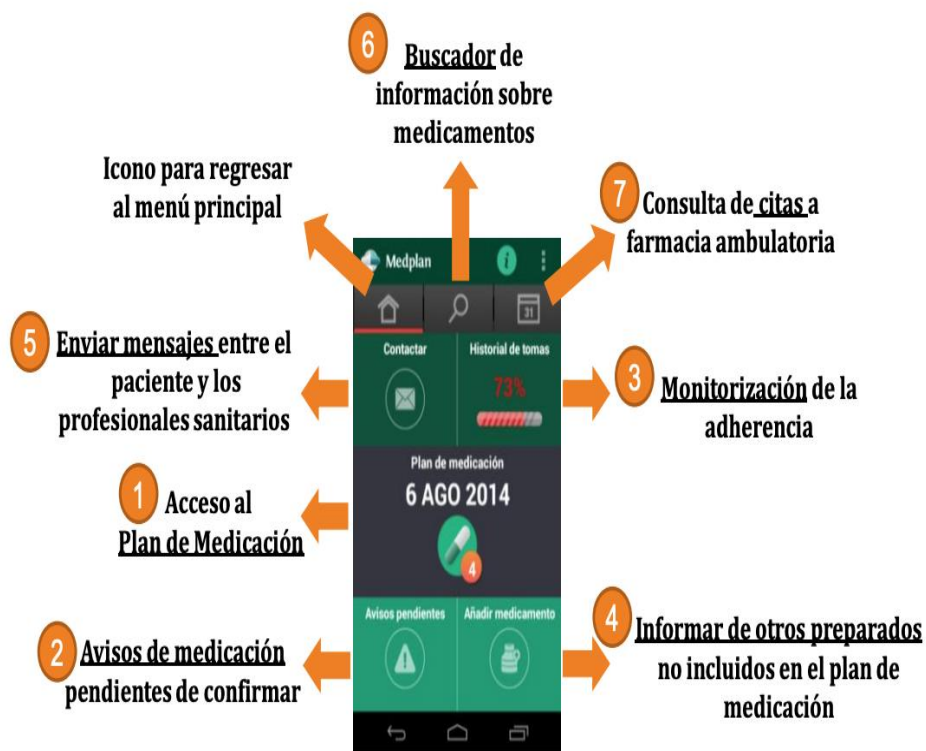 6
Buscador de
información sobre
medicamentos
Icono para regresar
al menú principal
7
Consulta de citas a
farmacia ambulatoria
Medplan
i
31
5
Enviar mensajes entre el
paciente y los
profesionales sanitarios
Contactar
Historial de tomas
73%
3
Monitorización de la
adherencia
1
Acceso al
Plan de Medicación
Plan de medicación
6 AGO 2014
4
2
Avisos de medicación
pendientes de confirmar
Avisos pendientes
Añadir medicamento
4
Informar de otros preparados
no incluidos en el plan de
medicación